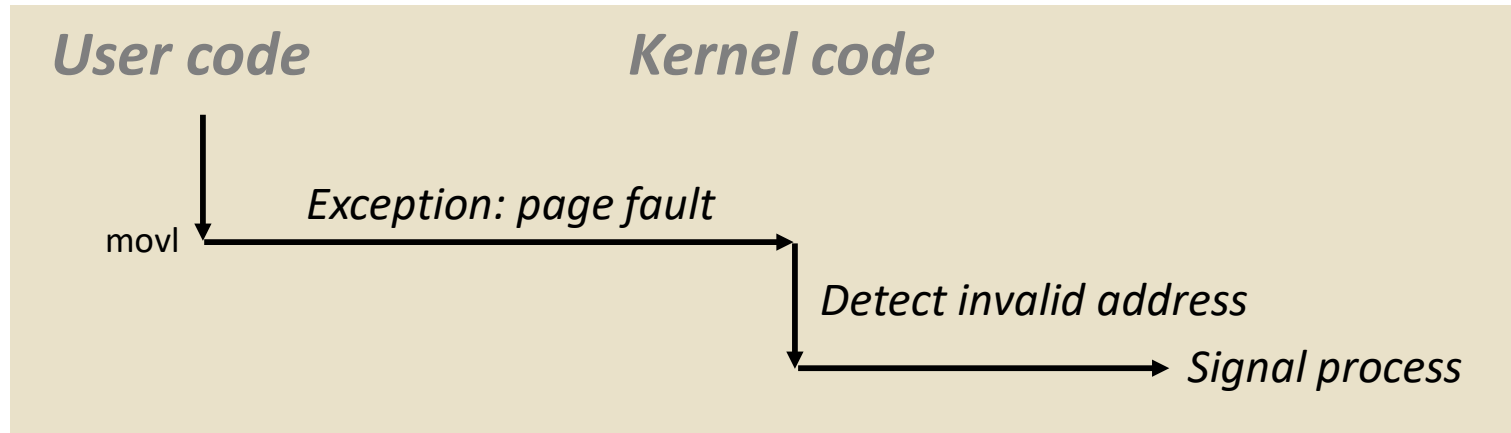 User code
Kernel code
Exception: page fault
movl
Detect invalid address
Signal process